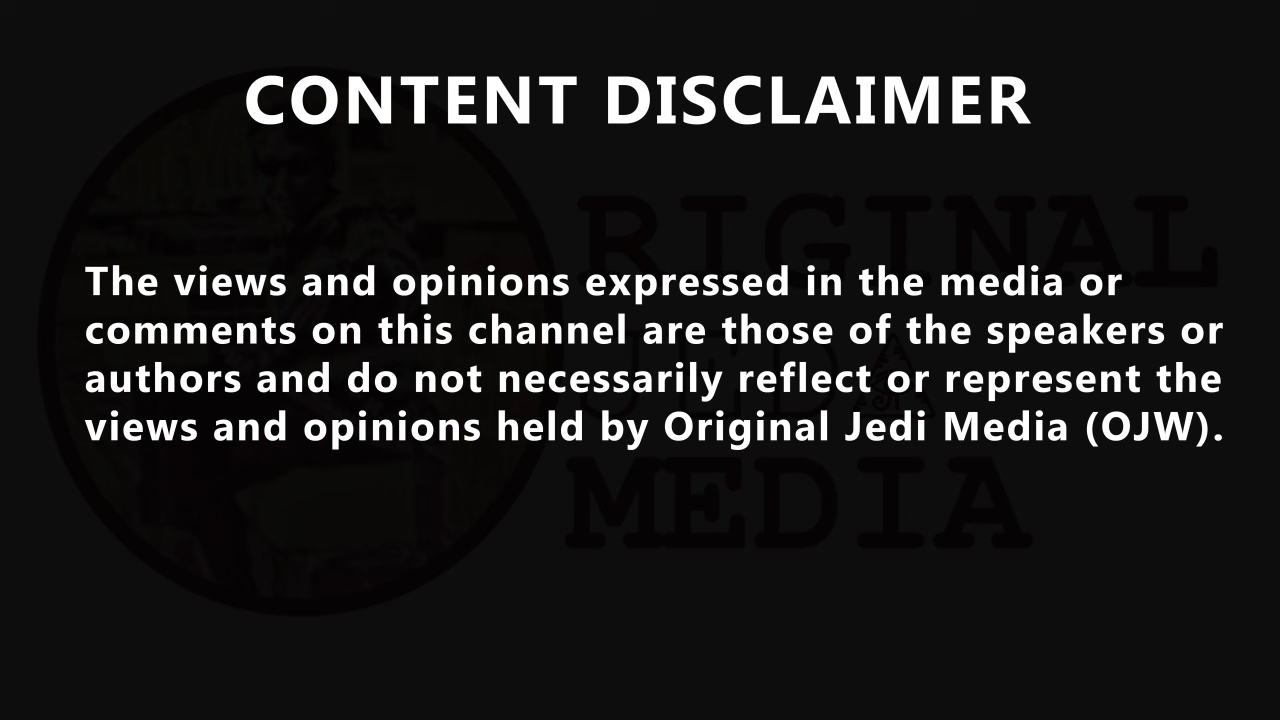 CONTENT DISCLAIMER
RIGINAL
The views and opinions expressed in the media or
comments on this channel are those of the speakers or
authors and do not necessarily reflect or represent the
views and opinions held by Original Jedi Media (OJW).
MEDIA